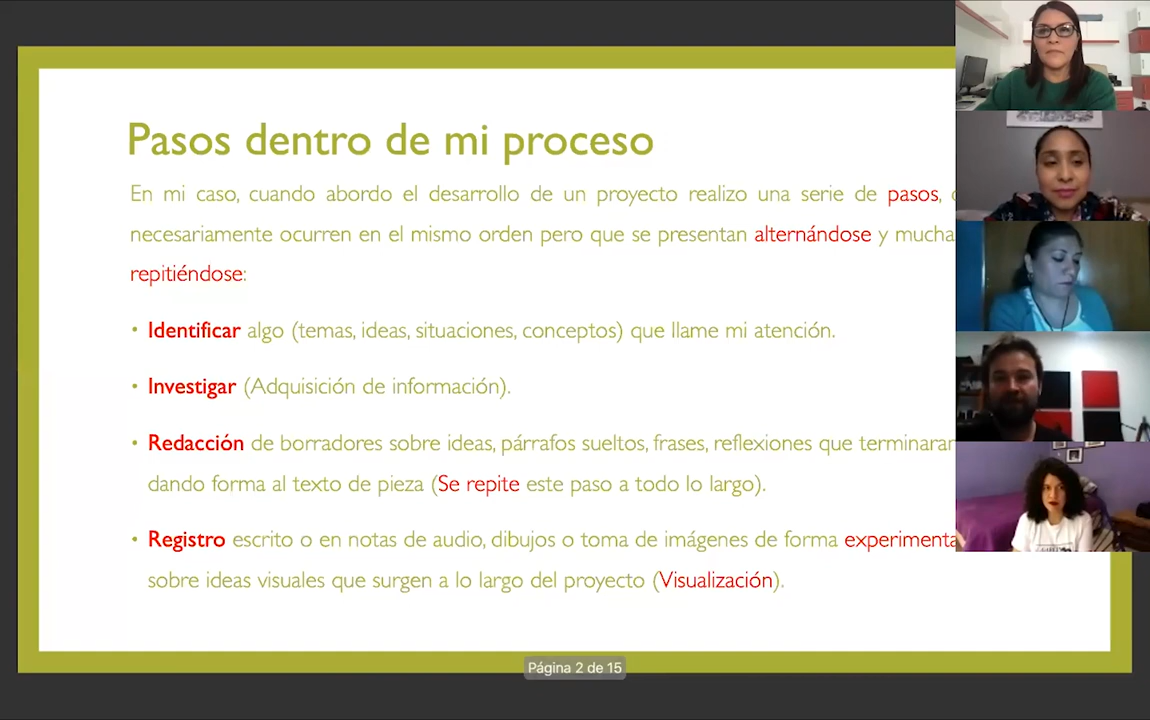 Pasos dentro de mi proceso
En mi caso, cuando abordo el desarrollo de un proyecto realizo una serie de pasos,
necesariamente ocurren en el mismo orden pero que se presentan alternándose y mucha
repitiéndose:
• Identificar algo (temas, ideas, situaciones, conceptos) que llame mi atención.
• Investigar (Adquisición de información).
• Redacción de borradores sobre ideas, párrafos sueltos, frases, reflexiones que terminaran
dando forma al texto de pieza (Se repite este paso a todo lo largo).
• Registro escrito o en notas de audio, dibujos o toma de imágenes de forma experimenta
sobre ideas visuales que surgen a lo largo del proyecto (Visualización).
Página 2 de 15